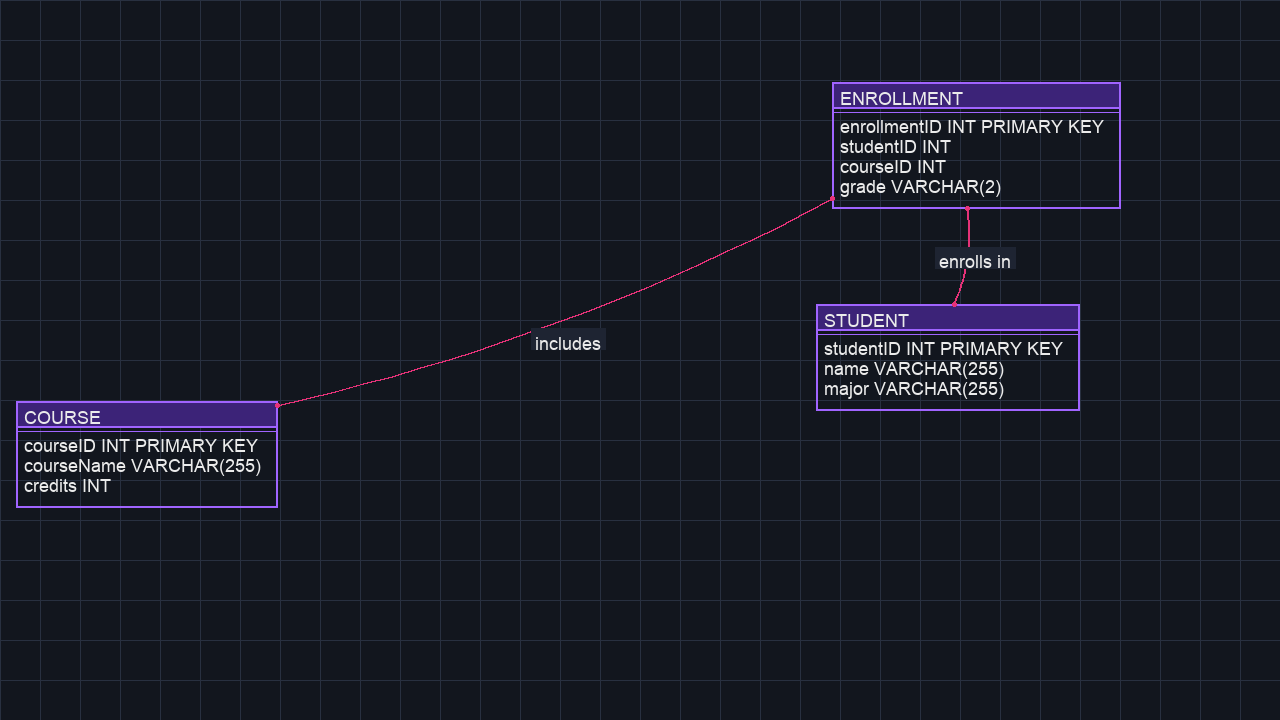 ENROLLMENT
enrollmentID INT PRIMARY KEY
studentID INT
courseID INT
grade VARCHAR(2)
enrolls in
STUDENT
studentID INT PRIMARY KEY
name VARCHAR(255)
major VARCHAR(255)
includes
COURSE
courseID INT PRIMARY KEY
courseName VARCHAR(255)
credits INT